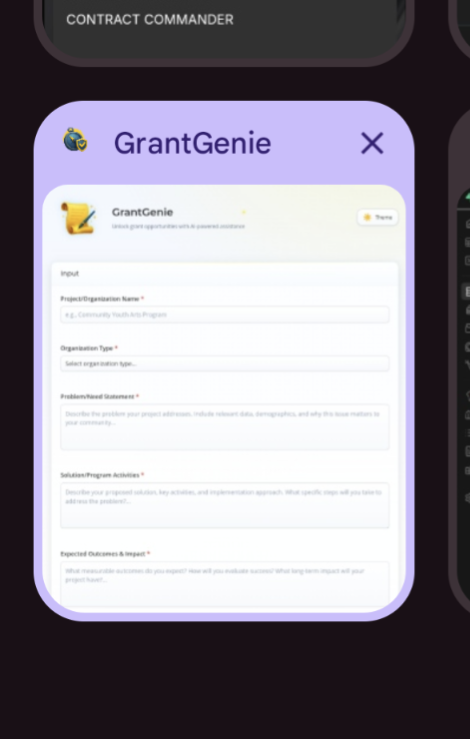 CONTRACT COMMANDER
GrantGenie
GrantGenie
Unlock grant opportunities with AI-powered assistance
Theme
Input
Project/Organization Name *
e.g., Community Youth Arts Program
Organization Type *
Select organization type...
Problem/Need Statement *
Describe the problem your project addresses, include relevant data, demographics, and why this issue matters to
your community...
Solution/Program Activities *
Describe your proposed solution, key activities, and implementation approach. What specific steps will you take to
address the problem?...
Expected Outcomes & Impact *
What measurable outcomes do you expect? How will you evaluate success? What long-term impact will your
project have?...